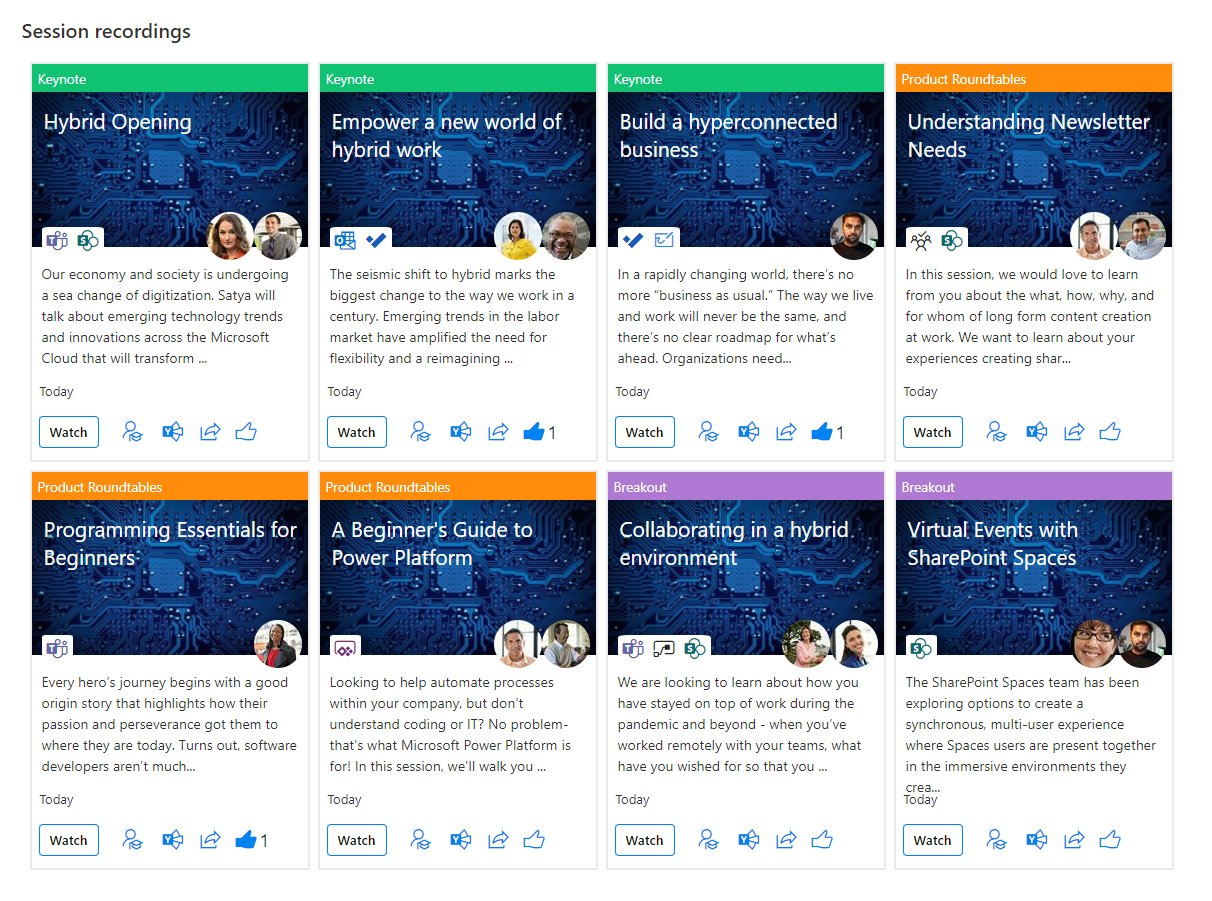 Session recordings
Keynote
Hybrid Opening
Our economy and society is undergoing
a sea change of digitization. Satya will
talk about emerging technology trends
and innovations across the Microsoft
Cloud that will transform ...
Today
Watch
Keynote
Empower a new world of
hybrid work
The seismic shift to hybrid marks the
biggest change to the way we work in a
century. Emerging trends in the labor
market have amplified the need for
flexibility and a reimagining ...
Today
Watch
1
Keynote
Build a hyperconnected
business
In a rapidly changing world, there’s no
more “business as usual.” The way we live
and work will never be the same, and
there’s no clear roadmap for what’s
ahead. Organizations need...
Today
Watch
1
Product Roundtables
Understanding Newsletter
Needs
In this session, we would love to learn
from you about the what, how, why, and
for whom of long form content creation
at work. We want to learn about your
experiences creating shar...
Today
Watch
Product Roundtables
Programming Essentials for
Beginners
Every hero’s journey begins with a good
origin story that highlights how their
passion and perseverance got them to
where they are today. Turns out, software
developers aren’t much...
Today
Watch
1
Product Roundtables
A Beginner's Guide to
Power Platform
Looking to help automate processes
within your company, but don't
understand coding or IT? No problem-
that's what Microsoft Power Platform is
for! In this session, we'll walk you ...
Today
Watch
Breakout
Collaborating in a hybrid
environment
We are looking to learn about how you
have stayed on top of work during the
pandemic and beyond - when you’ve
worked remotely with your teams, what
have you wished for so that you ...
Today
Watch
Breakout
Virtual Events with
SharePoint Spaces
The SharePoint Spaces team has been
exploring options to create a
synchronous, multi-user experience
where Spaces users are present together
in the immersive environments they
crea...
Today
Watch